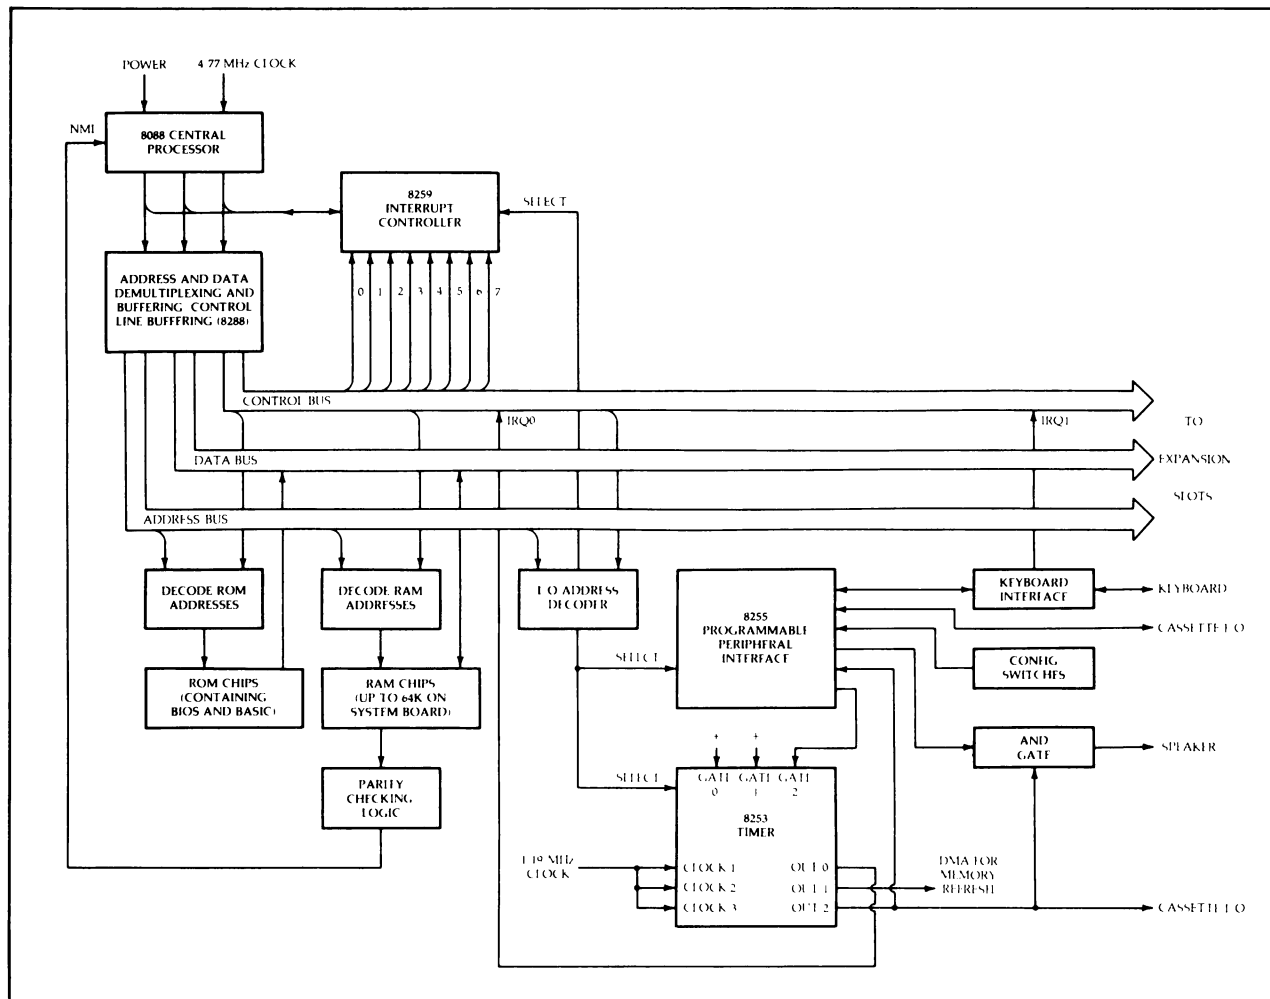 POWER
4.77 MHz CLOCK
NMI
8088 CENTRAL
PROCESSOR
8259
INTERRUPT
CONTROLLER
SELECT
ADDRESS AND DATA
DEMULTIPLEXING AND
BUFFERING CONTROL
LINE BUFFFERING (8288)
0 1 2 3 4 5 6 7
CONTROL BUS
IRQ0
IRQ1
TO
DATA BUS
EXPANSION
SLOTS
ADDRESS BUS
DECODE ROM
ADDRESSES
DECODE RAM
ADDRESSES
I/O ADDRESS
DECODER
8255
PROGRAMMABLE
PERIPHERAL
INTERFACE
KEYBOARD
INTERFACE
KEYBOARD
CASSETTE I/O
SELECT
CONFIG
SWITCHES
ROM CHIPS
(CONTAINING
BIOS AND BASIC)
RAM CHIPS
(UP TO 64K ON
SYSTEM BOARD)
+ +
AND
GATE
SPEAKER
PARITY
CHECKING
LOGIC
SELECT
GATE GATE GATE
0 1 2
8253
TIMER
1.19 MHz
CLOCK
CLOCK 1 OUT 0
CLOCK 2 OUT 1
CLOCK 3 OUT 2
DMA FOR
MEMORY
REFRESH
CASSETTE I/O